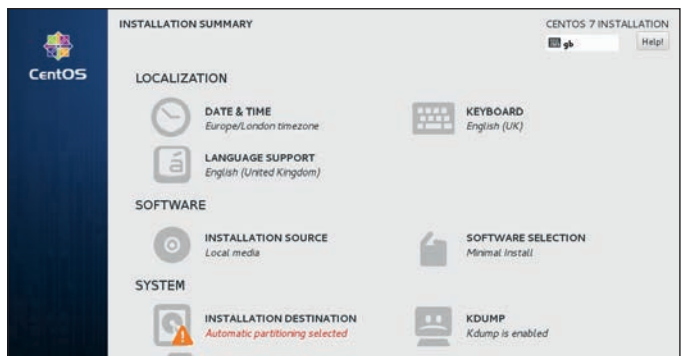 INSTALLATION SUMMARY
CENTOS 7 INSTALLATION
gb
Help!
CentOS
LOCALIZATION
DATE & TIME
Europe/London timezone
KEYBOARD
English (UK)
LANGUAGE SUPPORT
English (United Kingdom)
SOFTWARE
INSTALLATION SOURCE
Local media
SOFTWARE SELECTION
Minimal Install
SYSTEM
INSTALLATION DESTINATION
Automatic partitioning selected
KDUMP
Kdump is enabled